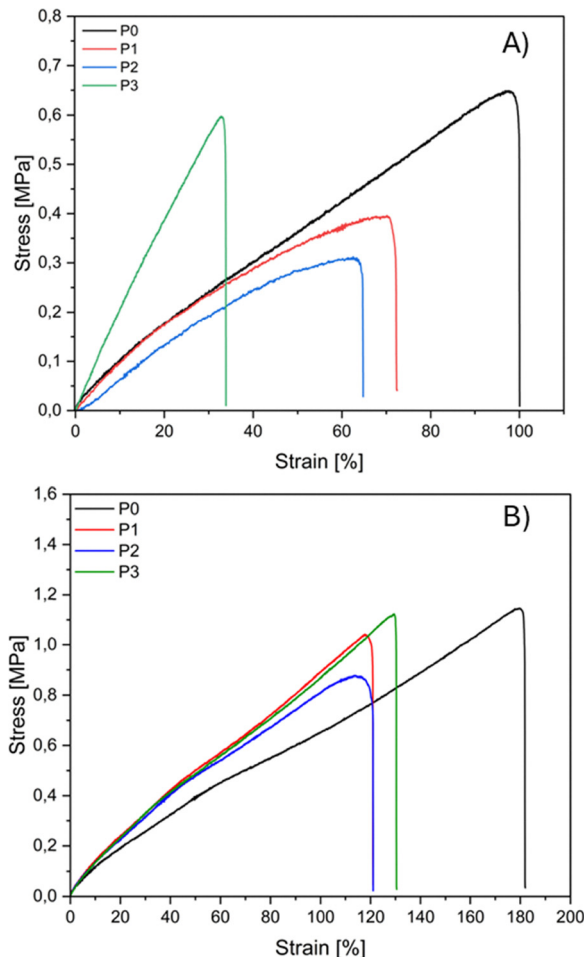 A)
P0
P1
P2
P3
Stress [MPa]
0,8
0,7
0,6
0,5
0,4
0,3
0,2
0,1
0,0
0 20 40 60 80 100
Strain [%]
B)
P0
P1
P2
P3
Stress [MPa]
1,6
1,4
1,2
1,0
0,8
0,6
0,4
0,2
0,0
0 20 40 60 80 100 120 140 160 180 200
Strain [%]